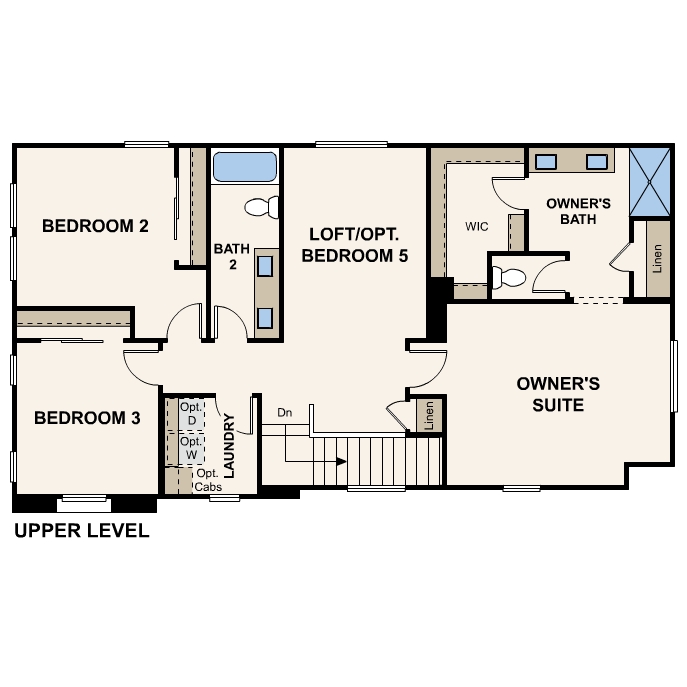 BEDROOM 2
BATH
2
LOFT/OPT.
BEDROOM 5
WIC
OWNER'S
BATH
Linen
OWNER'S
SUITE
BEDROOM 3
Opt.
D
Opt.
W
Opt.
Cabs
LAUNDRY
Dn
Linen
UPPER LEVEL